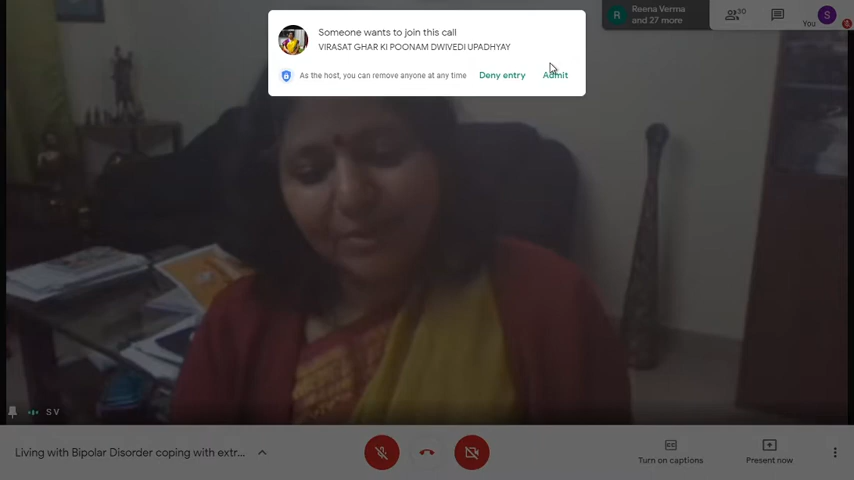 Someone wants to join this call
VIRASAT GHAR KI POONAM DWIVEDI UPADHYAY
As the host, you can remove anyone at any time
Deny entry
Admit
R
Reena Verma
and 27 more
30
You
S
S V
Living with Bipolar Disorder coping with extr...
CC
Turn on captions
Present now